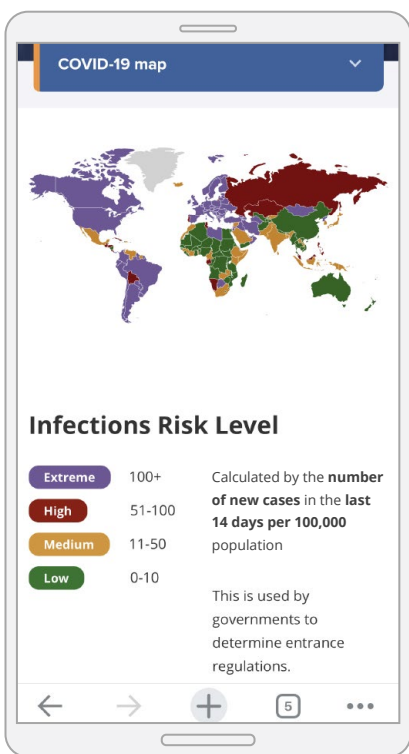 COVID-19 map
Infections Risk Level
Extreme 100+
High 51-100
Medium 11-50
Low 0-10
Calculated by the number
of new cases in the last
14 days per 100,000
population
This is used by
governments to
determine entrance
regulations.
5